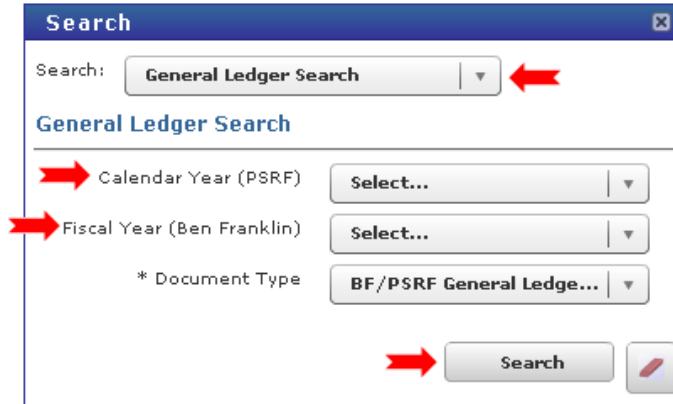 Search
Search: General Ledger Search
General Ledger Search
Calendar Year (PSRF) Select...
Fiscal Year (Ben Franklin) Select...
* Document Type BF/PSRF General Ledge...
Search